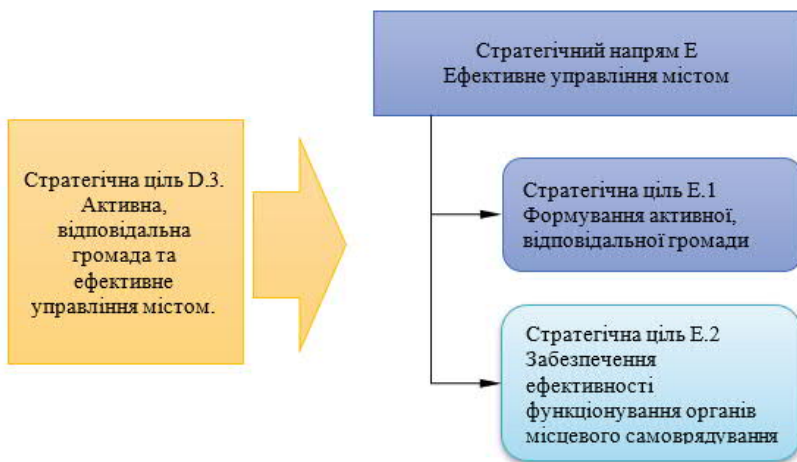 Стратегічна ціль D.3.
Активна,
відповідальна
громада та
ефективне
управління містом.
Стратегічний напрям Е
Ефективне управління містом
Стратегічна ціль Е.1
Формування активної,
відповідальної громади
Стратегічна ціль Е.2
Забезпечення
ефективності
функціонування органів
місцевого самоврядування